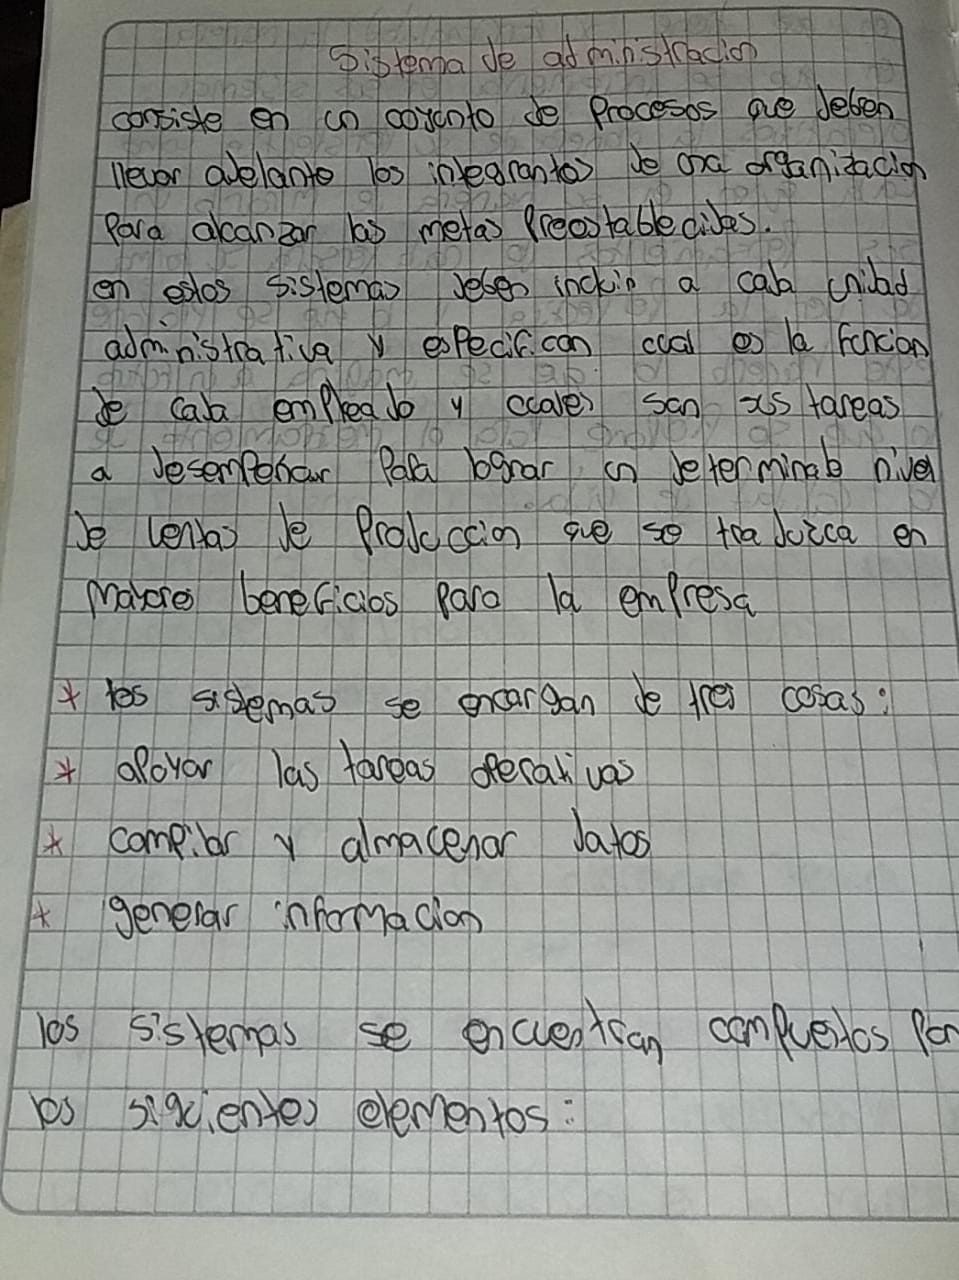 Sistema de administracion
consiste en un conjunto de Procesos que deben
llevar adelante los integrantes de una organizacion
Para alcanzar las metas Preestablecidas.
en estos sistemas deben incluir a cada unidad
administrativa y especifican cual es la funcion
de cada empleado y cuales son sus tareas
a desempeñar Para lograr un determinado nivel
de ventas de Produccion que se traduzca en
mayores beneficios Para la empresa
* los sistemas se encargan de tres cosas:
* apoyar las tareas operativas
* compilar y almacenar datos
* generar informacion
los sistemas se encuentran compuestos Por
los siguientes elementos: